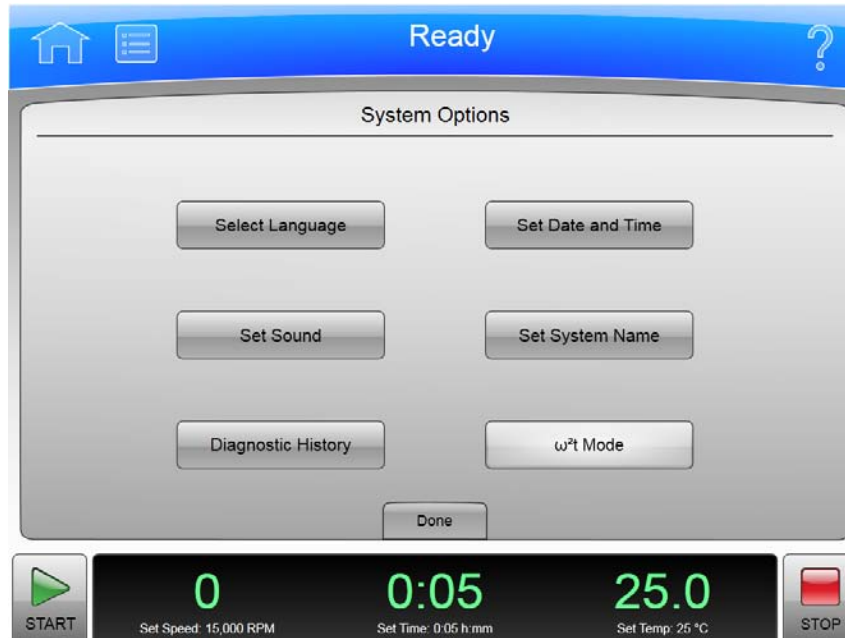 Ready
?
System Options
Select Language
Set Date and Time
Set Sound
Set System Name
Diagnostic History
ω²t Mode
Done
START
0
Set Speed: 15,000 RPM
0:05
Set Time: 0:05 h:mm
25.0
Set Temp: 25 °C
STOP